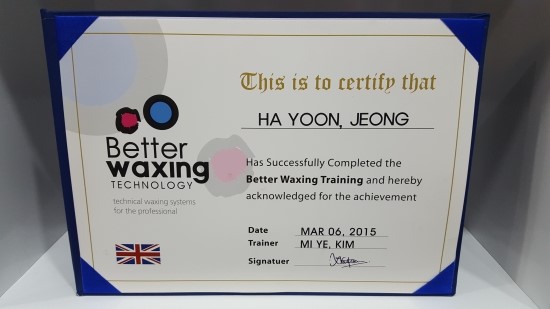 This is to certify that
HA YOON, JEONG
Better
waxing
TECHNOLOGY
technical waxing systems
for the professional
Has Successfully Completed the
Better Waxing Training and hereby
acknowledged for the achievement
Date MAR 06, 2015
Trainer MI YE, KIM
Signatuer